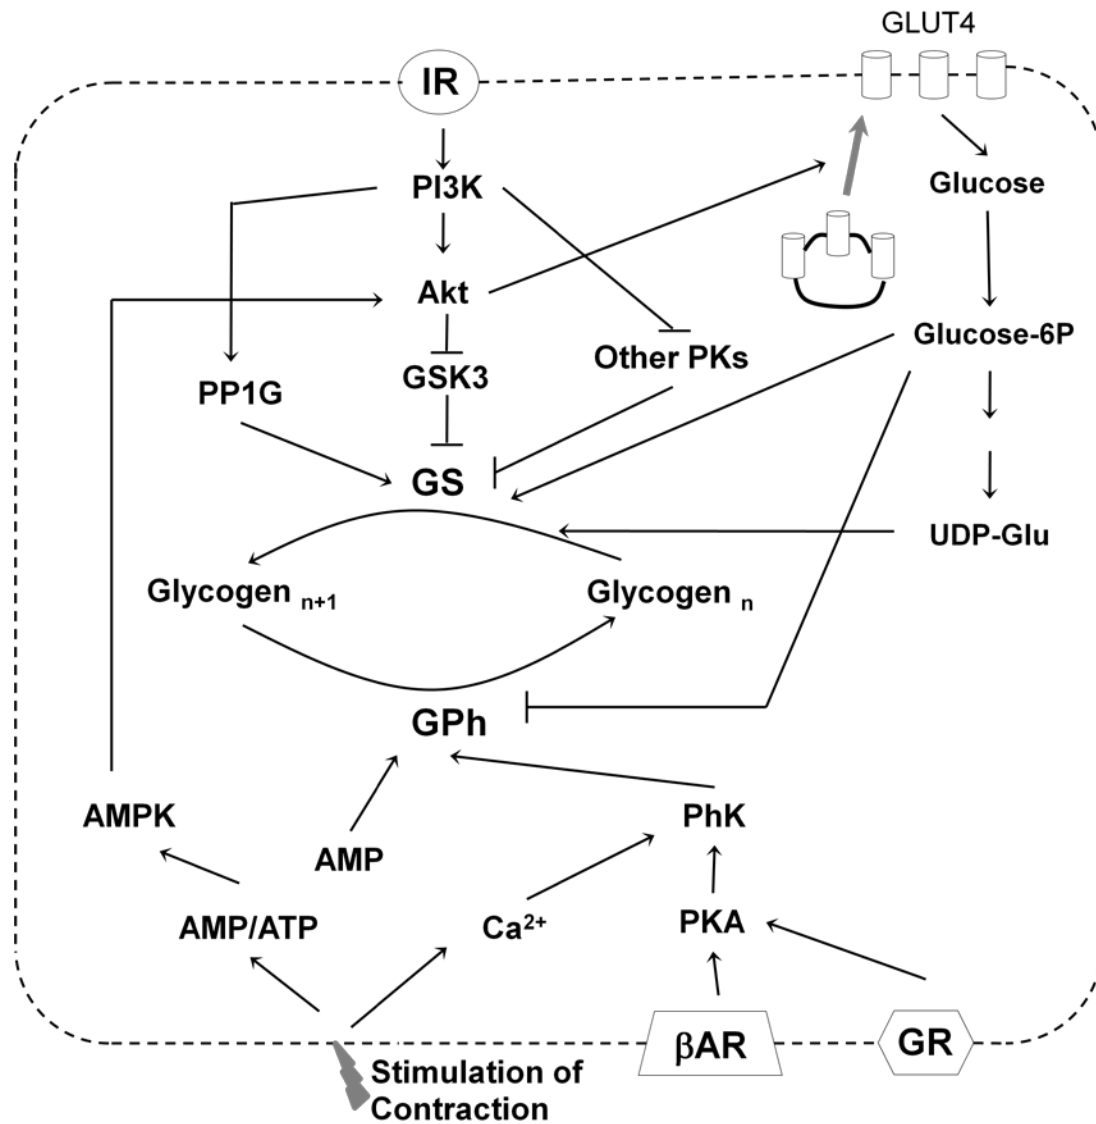 GLUT4
IR
PI3K
Glucose
Akt
Glucose-6P
Other PKs
GSK3
PP1G
GS
UDP-Glu
Glycogen n+1
Glycogen n
GPh
AMPK
PhK
AMP
AMP/ATP
Ca2+
PKA
βAR
GR
Stimulation of
Contraction